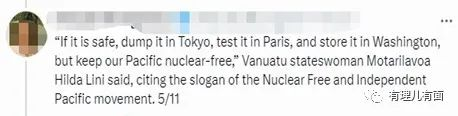 “If it is safe, dump it in Tokyo, test it in Paris, and store it in Washington,
but keep our Pacific nuclear-free,” Vanuatu stateswoman Motarilavoa
Hilda Lini said, citing the slogan of the Nuclear Free and Independent
Pacific movement. 5/11
有理儿有面